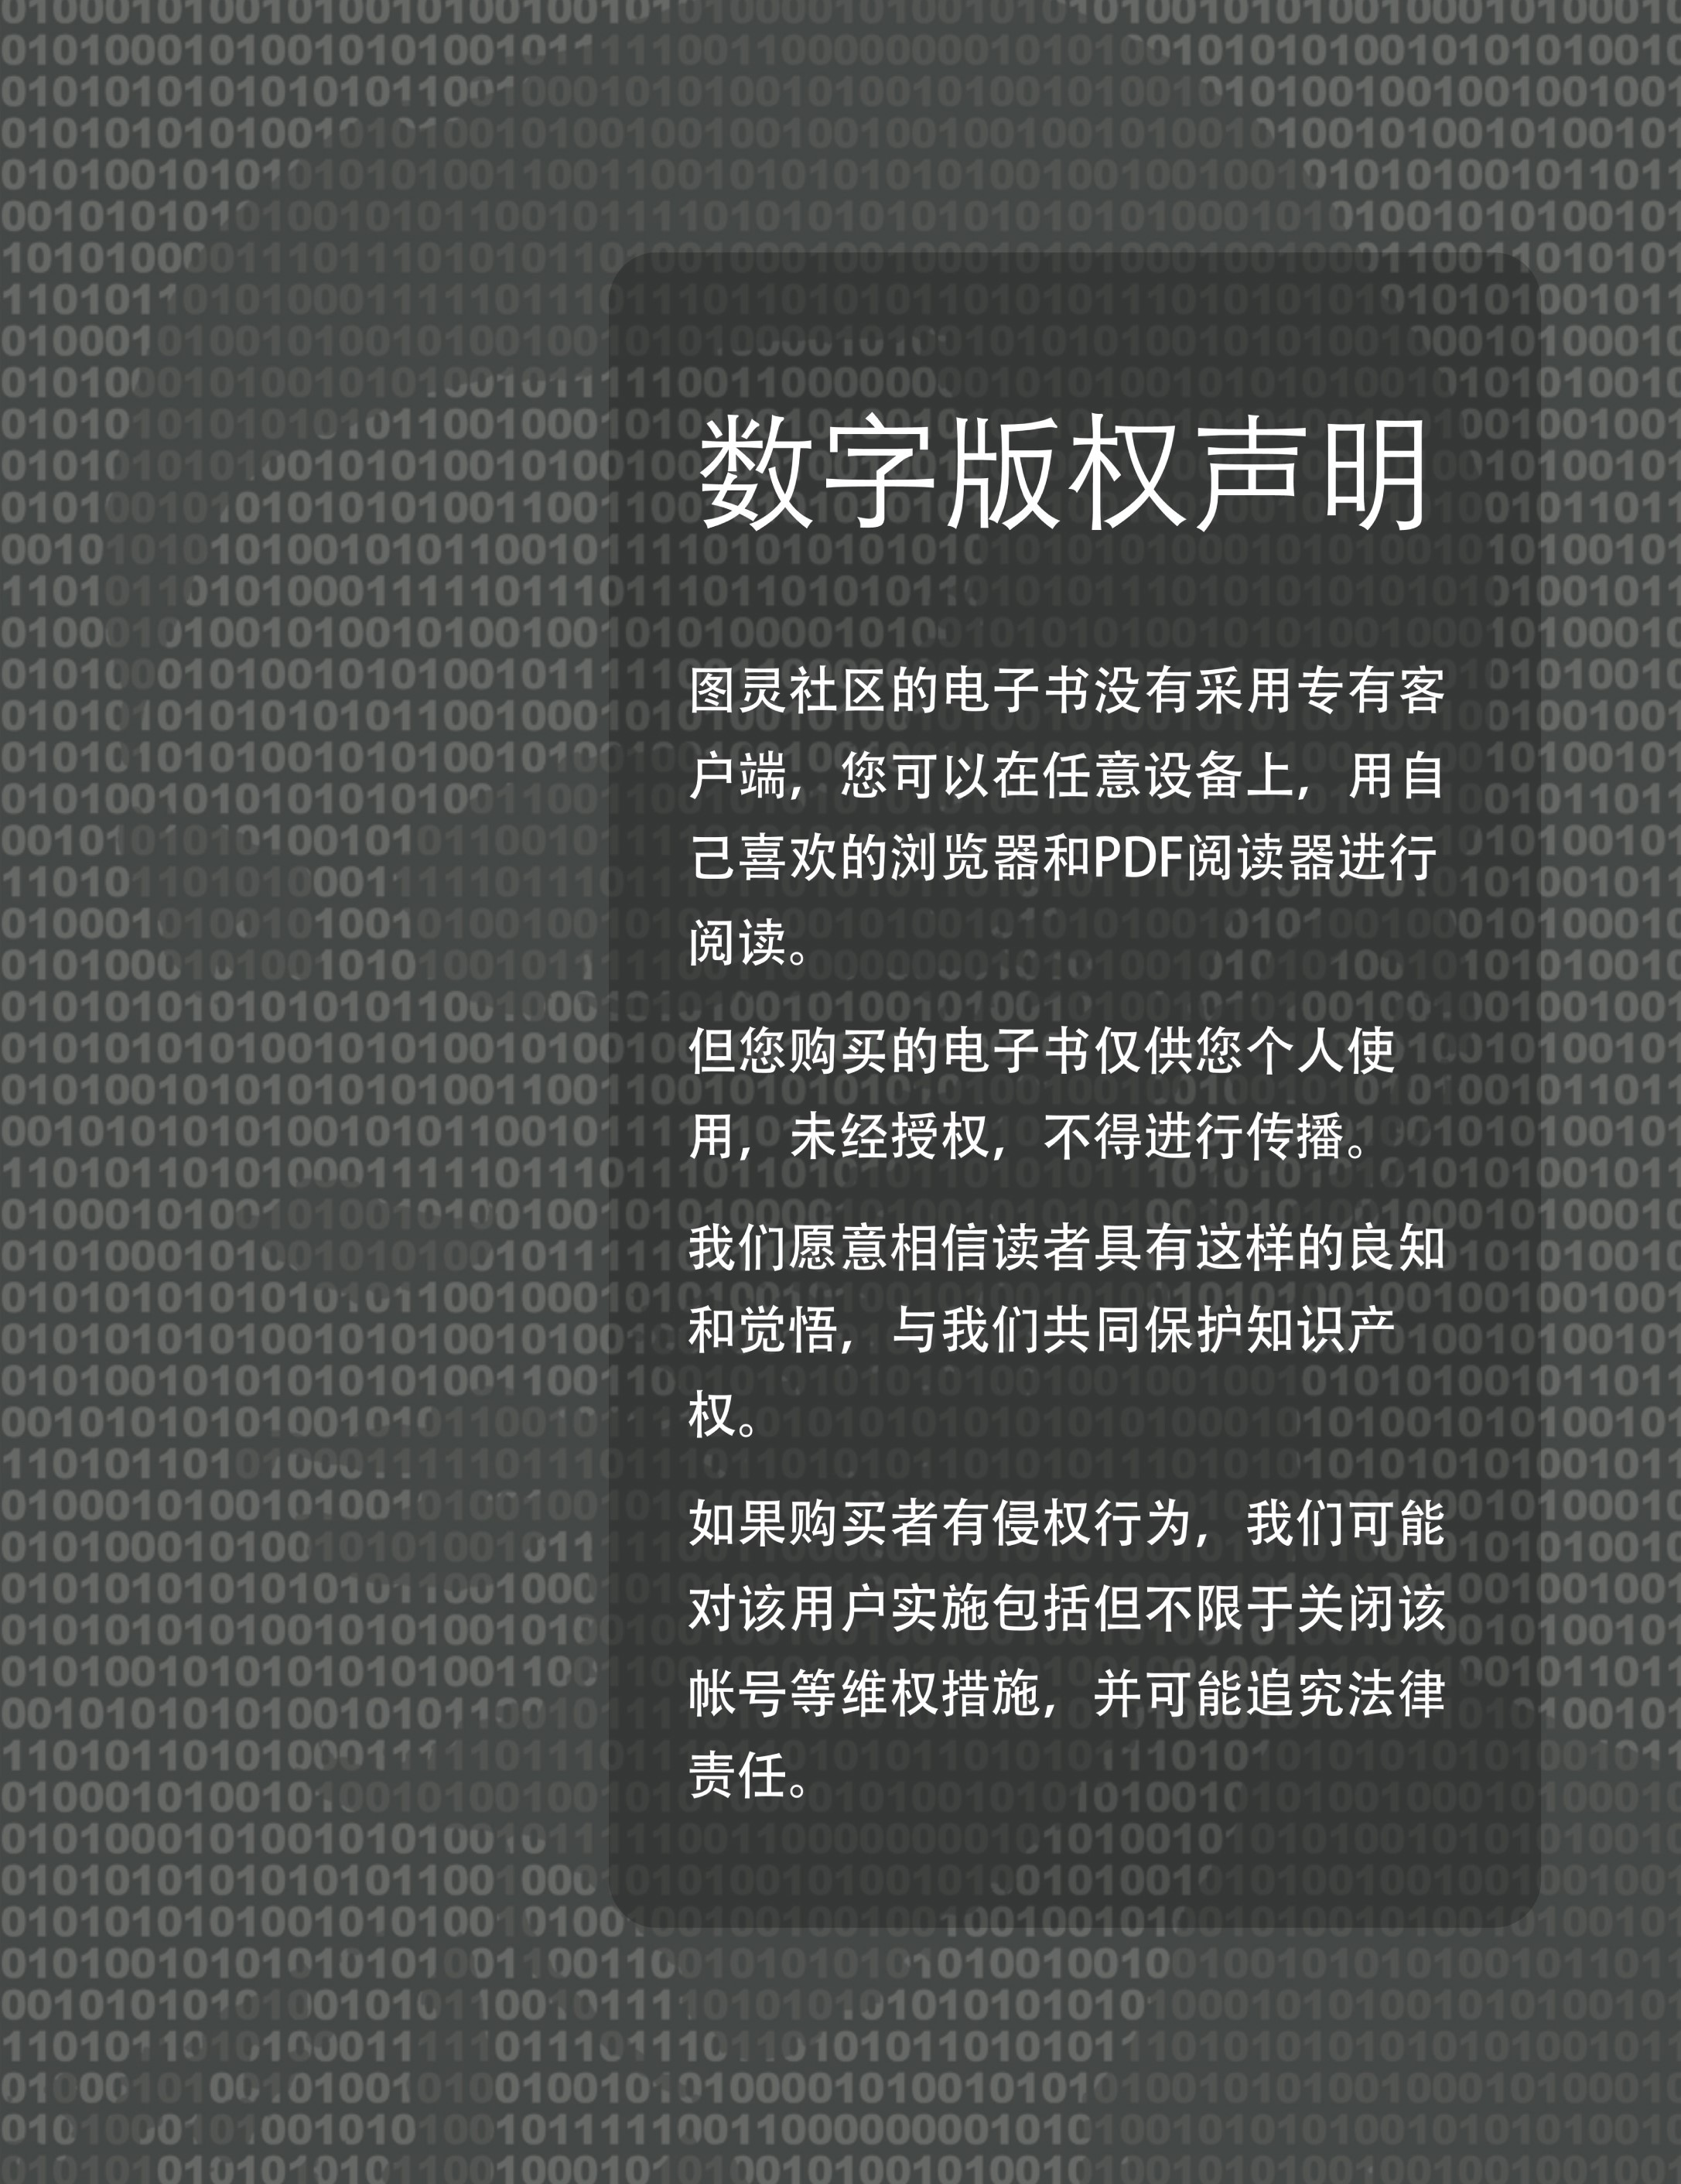 数字版权声明
图灵社区的电子书没有采用专有客
户端，您可以在任意设备上，用自
己喜欢的浏览器和PDF阅读器进行
阅读。
但您购买的电子书仅供您个人使
用，未经授权，不得进行传播。
我们愿意相信读者具有这样的良知
和觉悟，与我们共同保护知识产
权。
如果购买者有侵权行为，我们可能
对该用户实施包括但不限于关闭该
帐号等维权措施，并可能追究法律
责任。